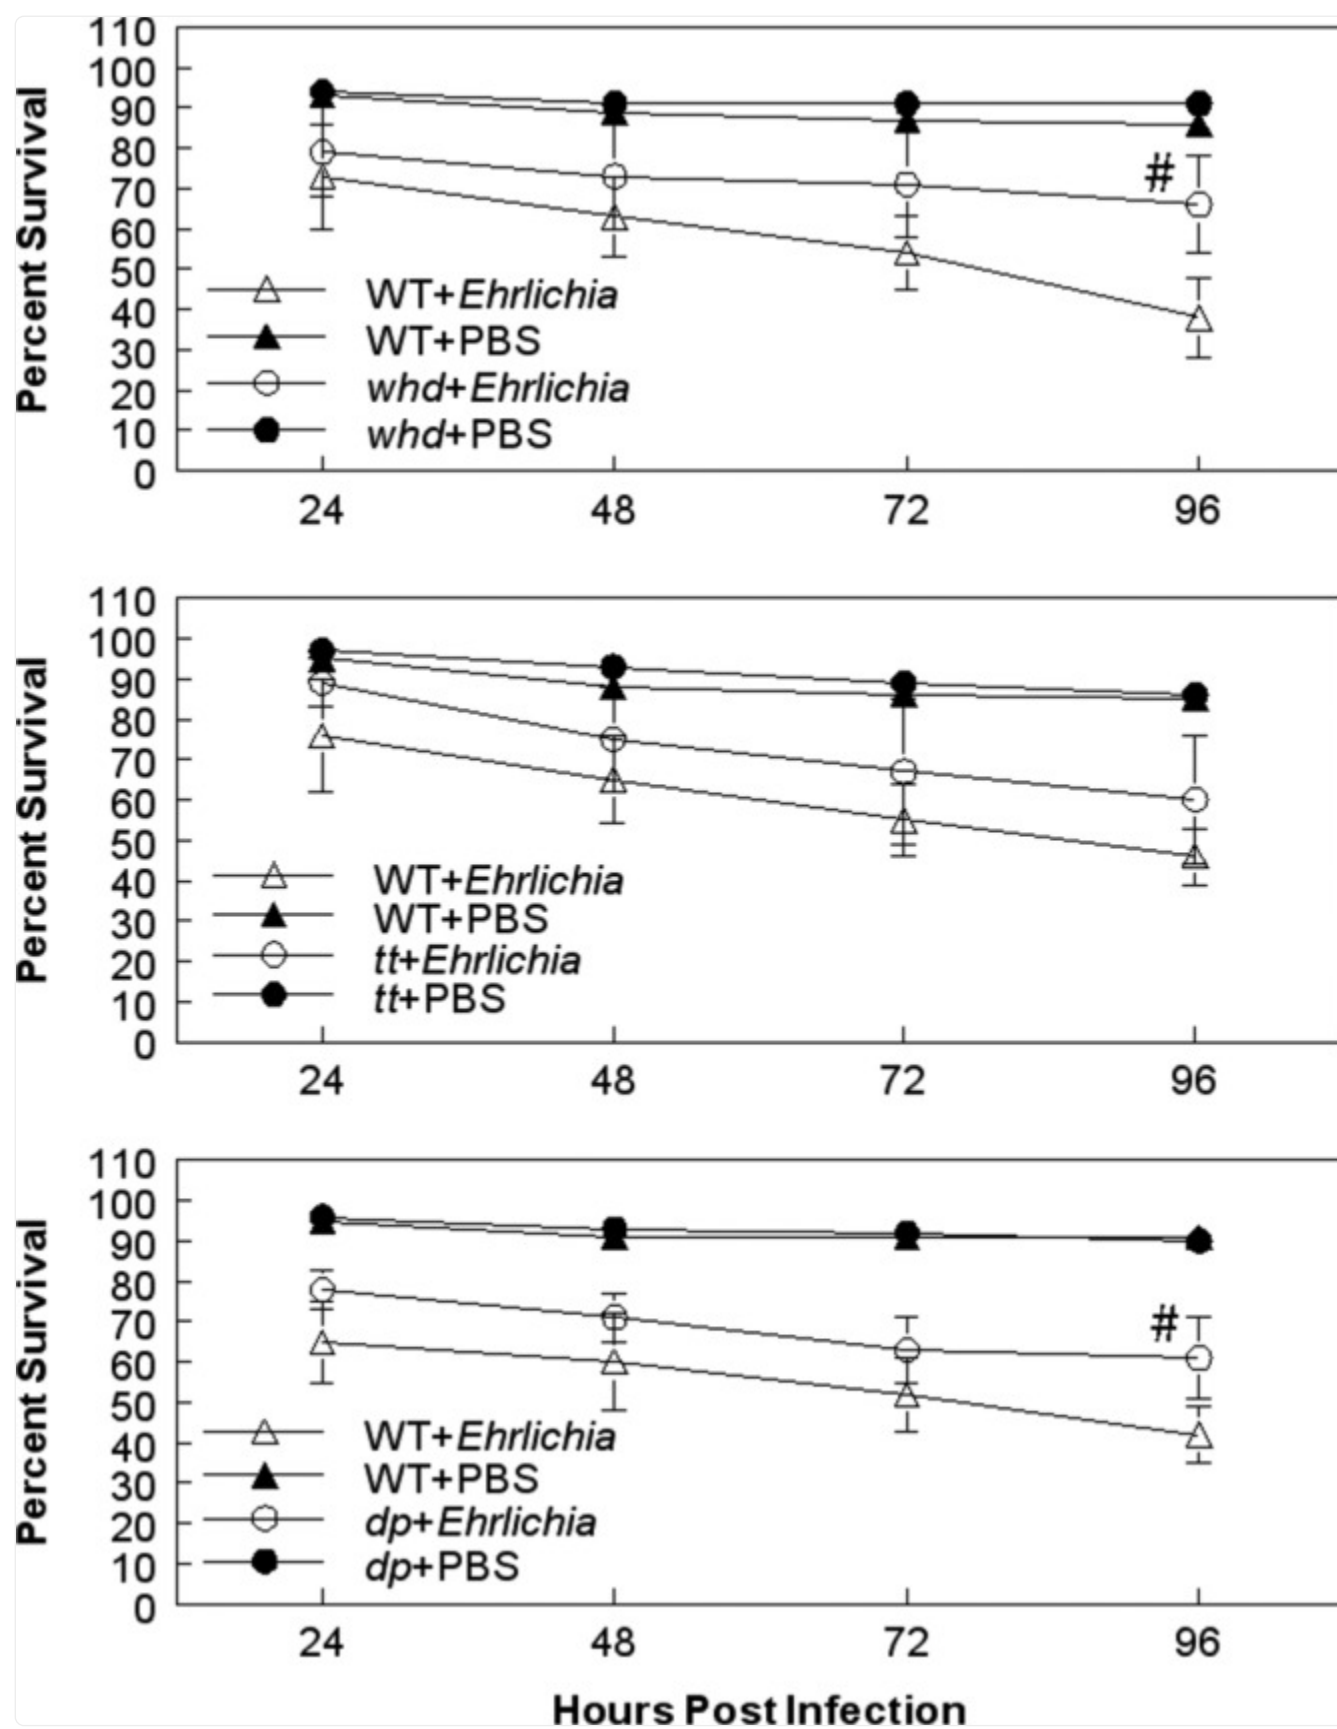 Percent Survival
110
100
90
80
70
60
50
40
30
20
10
0
WT+Ehrlichia
WT+PBS
whd+Ehrlichia
whd+PBS
#
24 48 72 96
Percent Survival
110
100
90
80
70
60
50
40
30
20
10
0
WT+Ehrlichia
WT+PBS
tt+Ehrlichia
tt+PBS
24 48 72 96
Percent Survival
110
100
90
80
70
60
50
40
30
20
10
0
WT+Ehrlichia
WT+PBS
dp+Ehrlichia
dp+PBS
#
24 48 72 96
Hours Post Infection